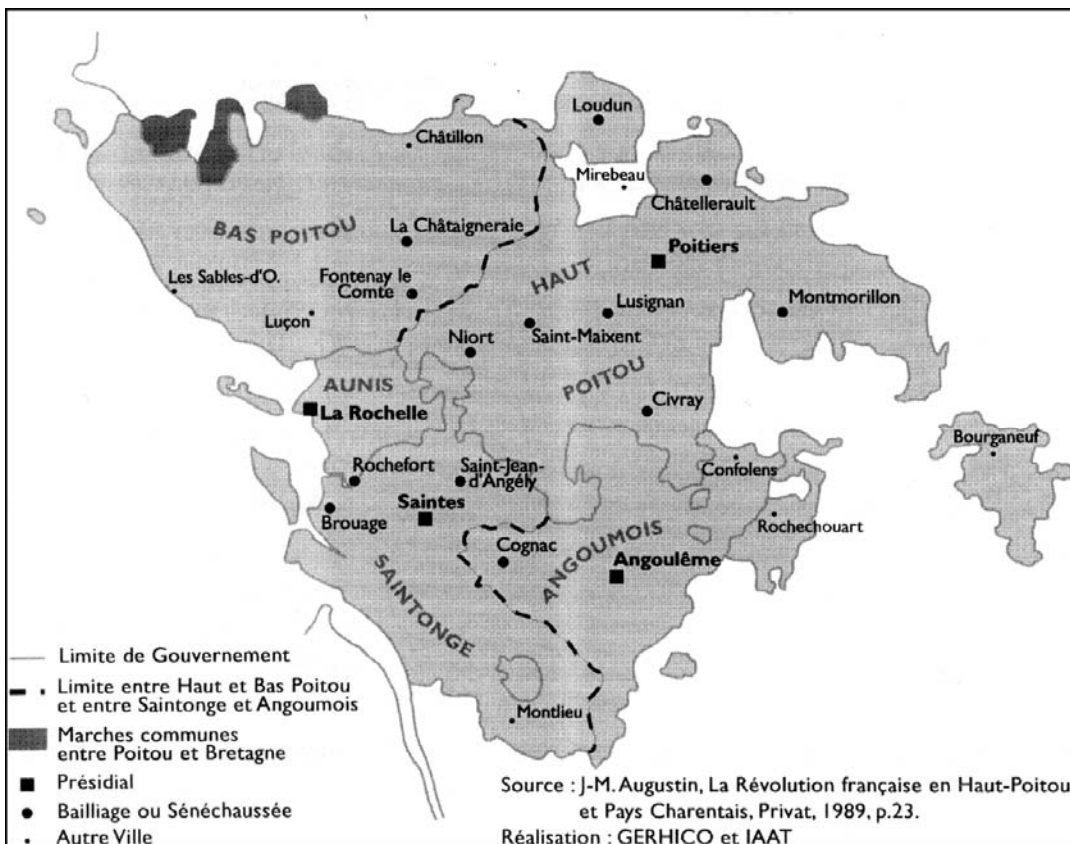 Loudun
Châtillon
Mirebeau
Châtellerault
BAS POITOU
La Châtaigneraie
Poitiers
Les Sables-d'O.
Fontenay le
Comte
HAUT
Lusignan
Montmorillon
Luçon
Saint-Maixent
Niort
POITOU
AUNIS
La Rochelle
Civray
Bourganeuf
Rochefort
Saint-Jean-
d'Angély
Confolens
Saintes
Brouage
Rochechouart
Cognac
ANGOUMOIS
Angoulême
SAINTONGE
Montlieu
Limite de Gouvernement
Limite entre Haut et Bas Poitou
et entre Saintonge et Angoumois
Marches communes
entre Poitou et Bretagne
Présidial
Bailliage ou Sénéchaussée
Autre Ville
Source : J-M. Augustin, La Révolution française en Haut-Poitou
et Pays Charentais, Privat, 1989, p.23.
Réalisation : GERHICO et IAAT